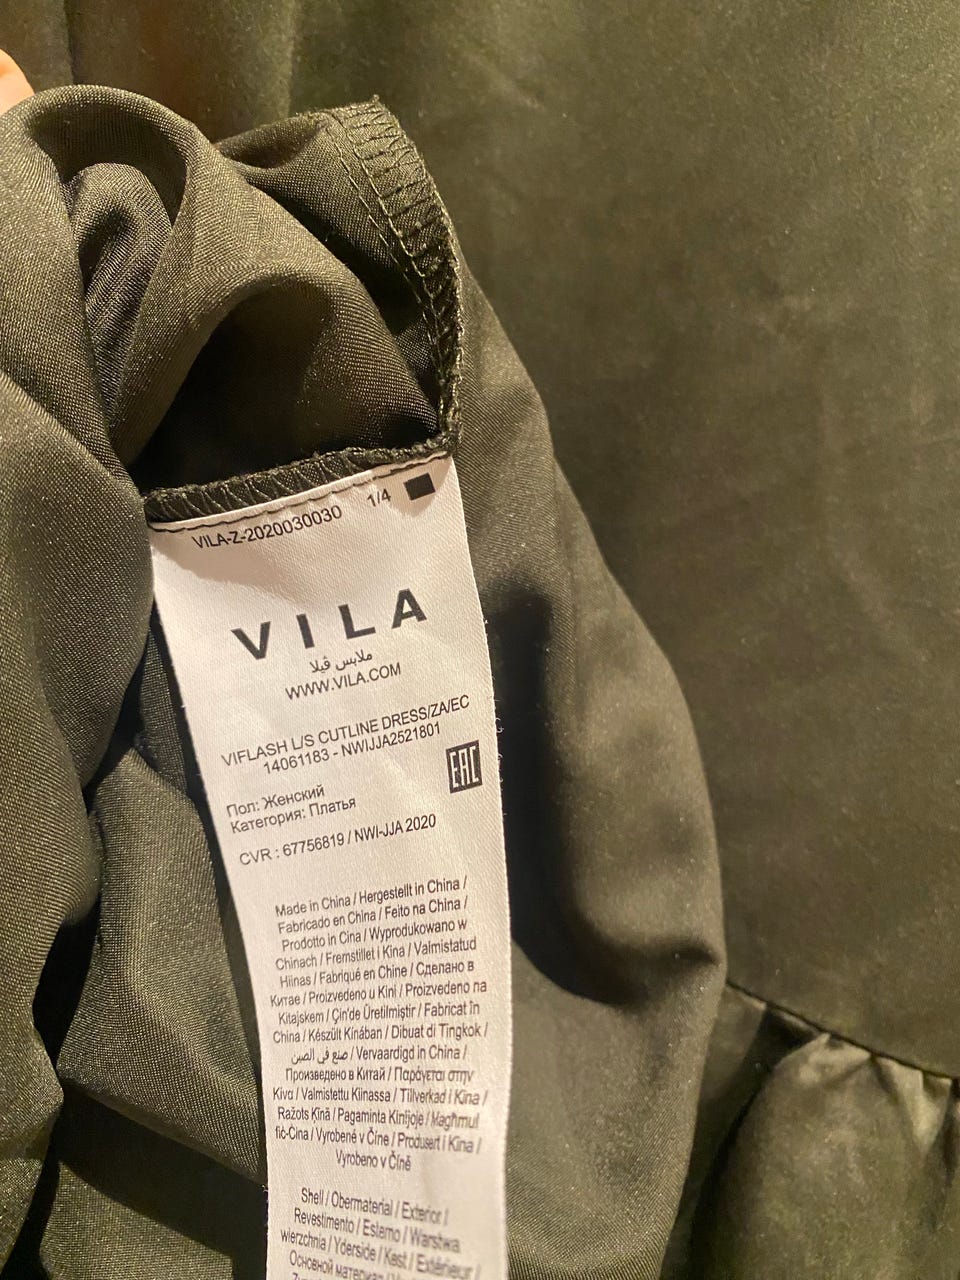 VILA-Z-2020030030 1/4
VILA
ملابس ڤيلا
WWW.VILA.COM
VIFLASH L/S CUTLINE DRESS/ZA/EC
14061183 - NWIJJA2521801
EAC
Пол: Женский
Категория: Платья
CVR : 67756819 / NWI-JJA 2020
Made in China / Hergestellt in China /
Fabricado en China / Feito na China /
Prodotto in Cina / Wyprodukowano w
Chinach / Fremstillet i Kina / Valmistatud
Hiinas / Fabriqué en Chine / Сделано в
Китае / Proizvedeno u Kini / Proizvedeno na
Kitajskem / Çin'de Üretilmiştir / Fabricat în
China / Készült Kínában / Dibuat di Tingkok /
صنع في الصين / Vervaardigd in China /
Произведено в Китай / Παράγεται στην
Κίνα / Valmistettu Kiinassa / Tillverkad i Kina /
Ražots Kīnā / Pagaminta Kinijoje / Magħmul
fiċ-Ċina / Vyrobené v Číne / Produsert i Kina /
Vyrobeno v Číně
Shell / Obermaterial / Exterior /
Revestimento / Esterno / Warstwa
wierzchnia / Yderside / Kest / Extérieur /
Основной материал /